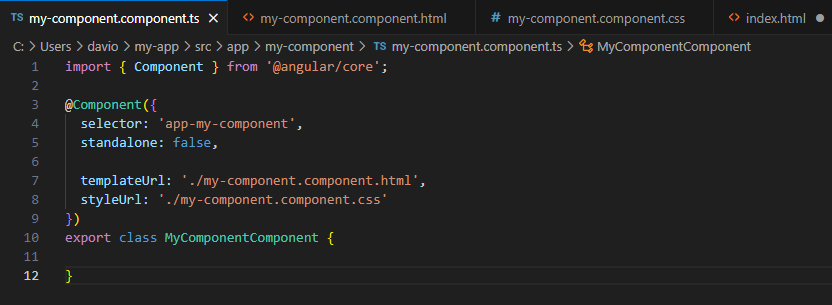 TS my-component.component.ts × <> my-component.component.html # my-component.component.css <> index.html ●
C: > Users > davio > my-app > src > app > my-component > TS my-component.component.ts > MyComponentComponent
1 import { Component } from '@angular/core';
2
3 @Component({
4 selector: 'app-my-component',
5 standalone: false,
6
7 templateUrl: './my-component.component.html',
8 styleUrl: './my-component.component.css'
9 })
10 export class MyComponentComponent {
11
12 }